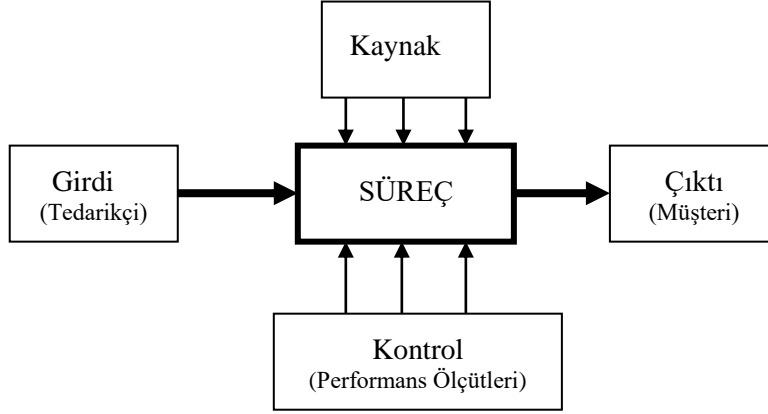 Kaynak
Girdi
(Tedarikçi)
SÜREÇ
Çıktı
(Müşteri)
Kontrol
(Performans Ölçütleri)